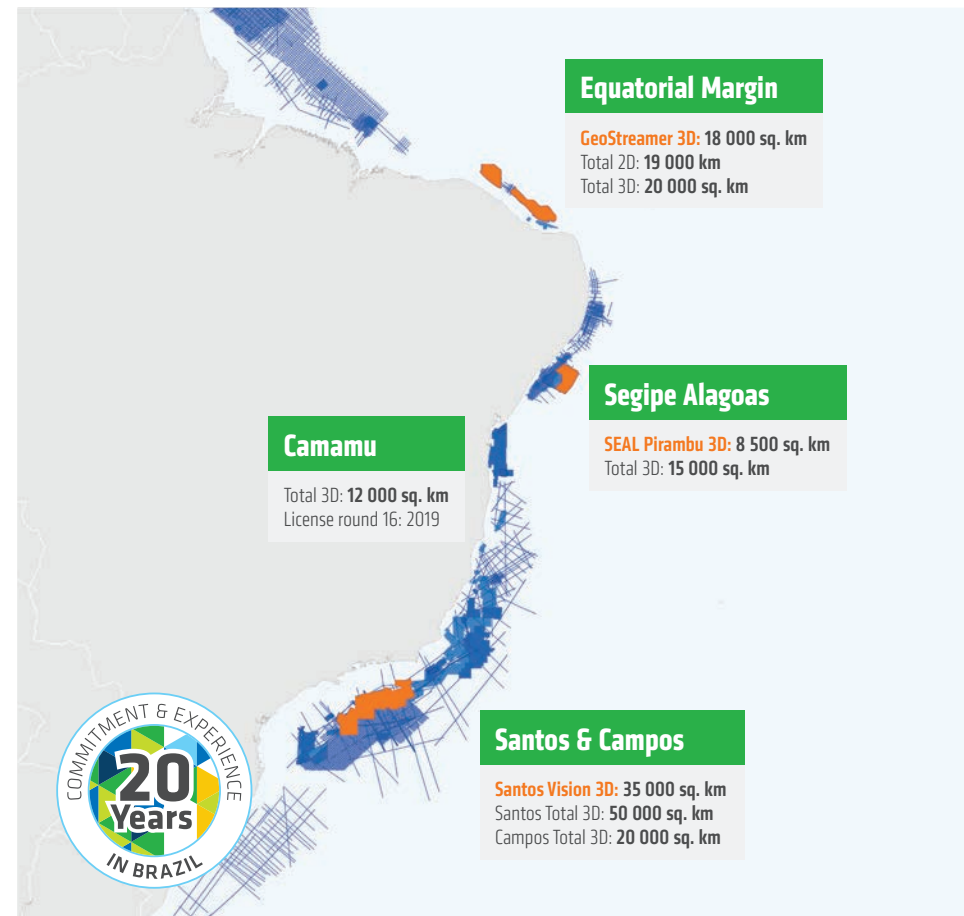 Equatorial Margin
GeoStreamer 3D: 18 000 sq. km
Total 2D: 19 000 km
Total 3D: 20 000 sq. km
Segipe Alagoas
SEAL Pirambu 3D: 8 500 sq. km
Total 3D: 15 000 sq. km
Camamu
Total 3D: 12 000 sq. km
License round 16: 2019
Santos & Campos
Santos Vision 3D: 35 000 sq. km
Santos Total 3D: 50 000 sq. km
Campos Total 3D: 20 000 sq. km
COMMITMENT & EXPERIENCE
20
Years
IN BRAZIL